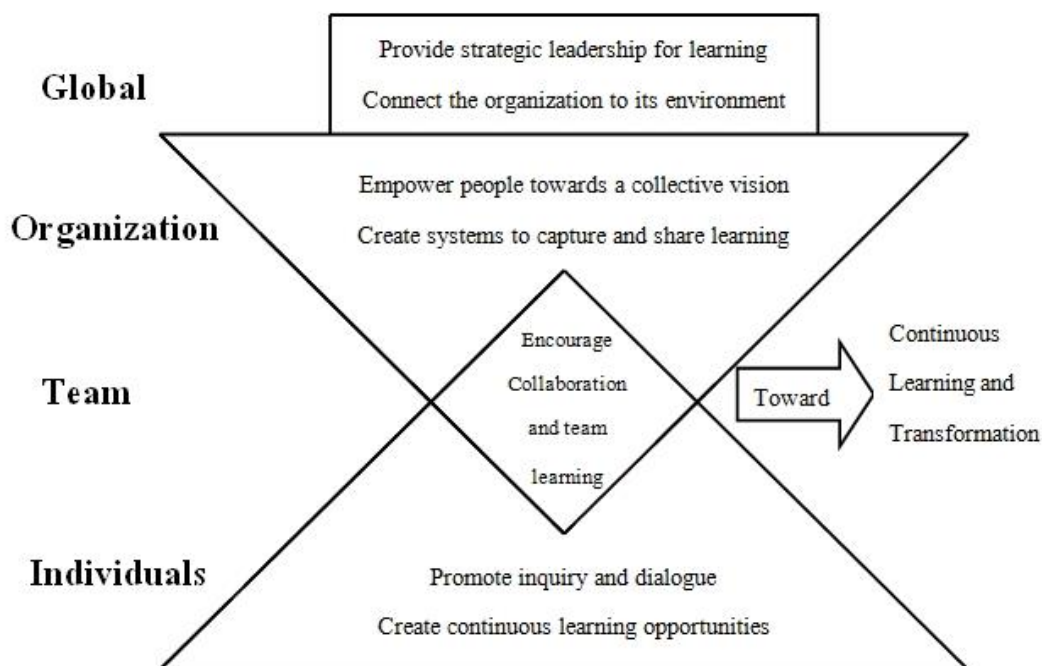 Global
Provide strategic leadership for learning
Connect the organization to its environment
Organization
Empower people towards a collective vision
Create systems to capture and share learning
Team
Encourage
Collaboration
and team
learning
Toward
Continuous
Learning and
Transformation
Individuals
Promote inquiry and dialogue
Create continuous learning opportunities